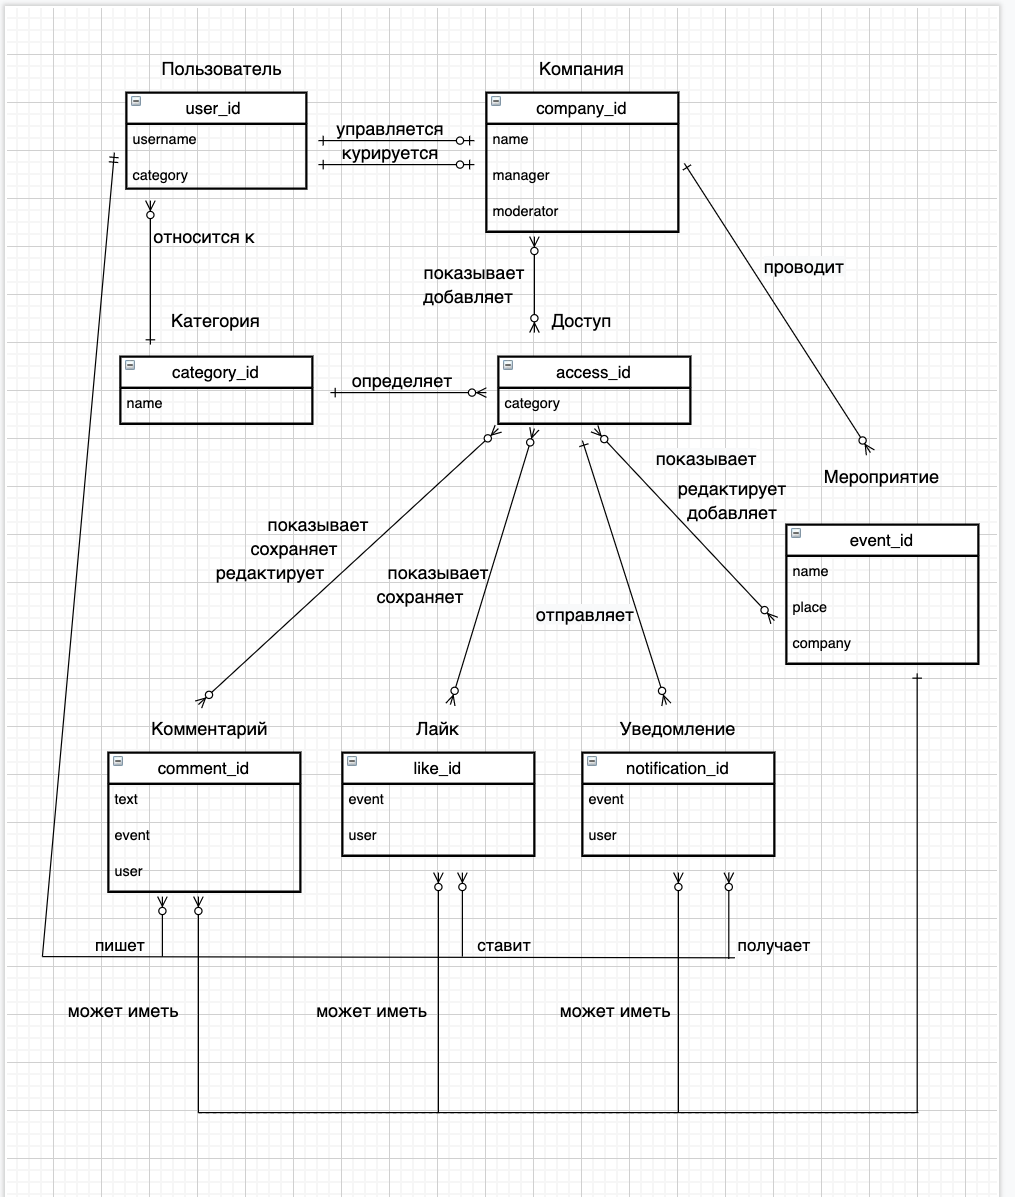 Пользователь
Компания
user_id
username
category
company_id
name
manager
moderator
управляется
курируется
относится к
показывает
добавляет
проводит
Категория
category_id
name
определяет
Доступ
access_id
category
показывает
редактирует
добавляет
Мероприятие
event_id
name
place
company
показывает
сохраняет
редактирует
показывает
сохраняет
отправляет
Комментарий
comment_id
text
event
user
Лайк
like_id
event
user
Уведомление
notification_id
event
user
пишет
ставит
получает
может иметь
может иметь
может иметь